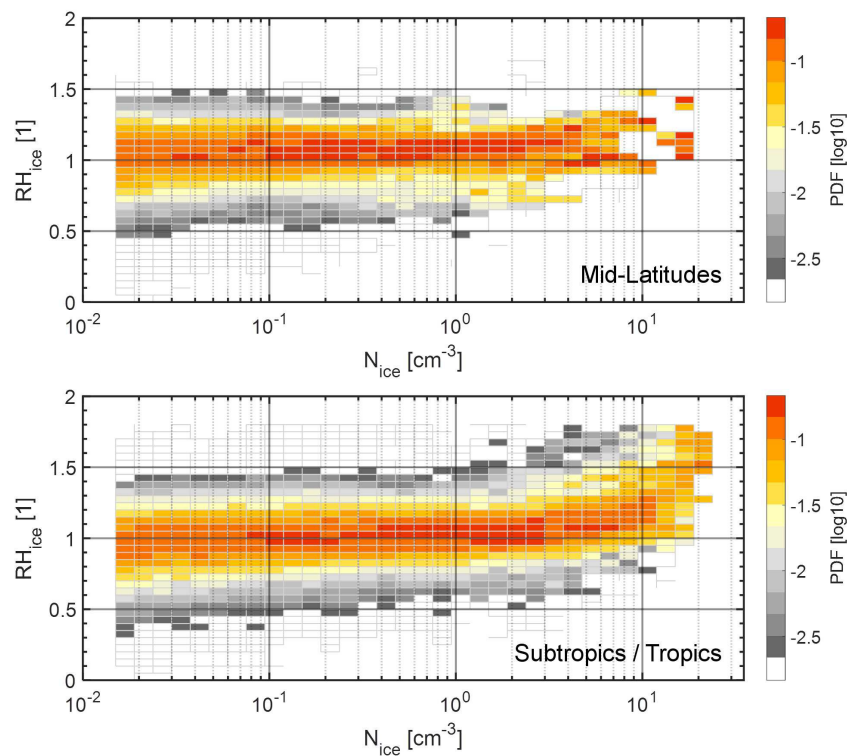 2
1.5
1
0.5
0
RH_ice [1]
10^-2 10^-1 10^0 10^1
N_ice [cm^-3]
Mid-Latitudes
-1
-1.5
-2
-2.5
PDF [log10]
2
1.5
1
0.5
0
RH_ice [1]
10^-2 10^-1 10^0 10^1
N_ice [cm^-3]
Subtropics / Tropics
-1
-1.5
-2
-2.5
PDF [log10]